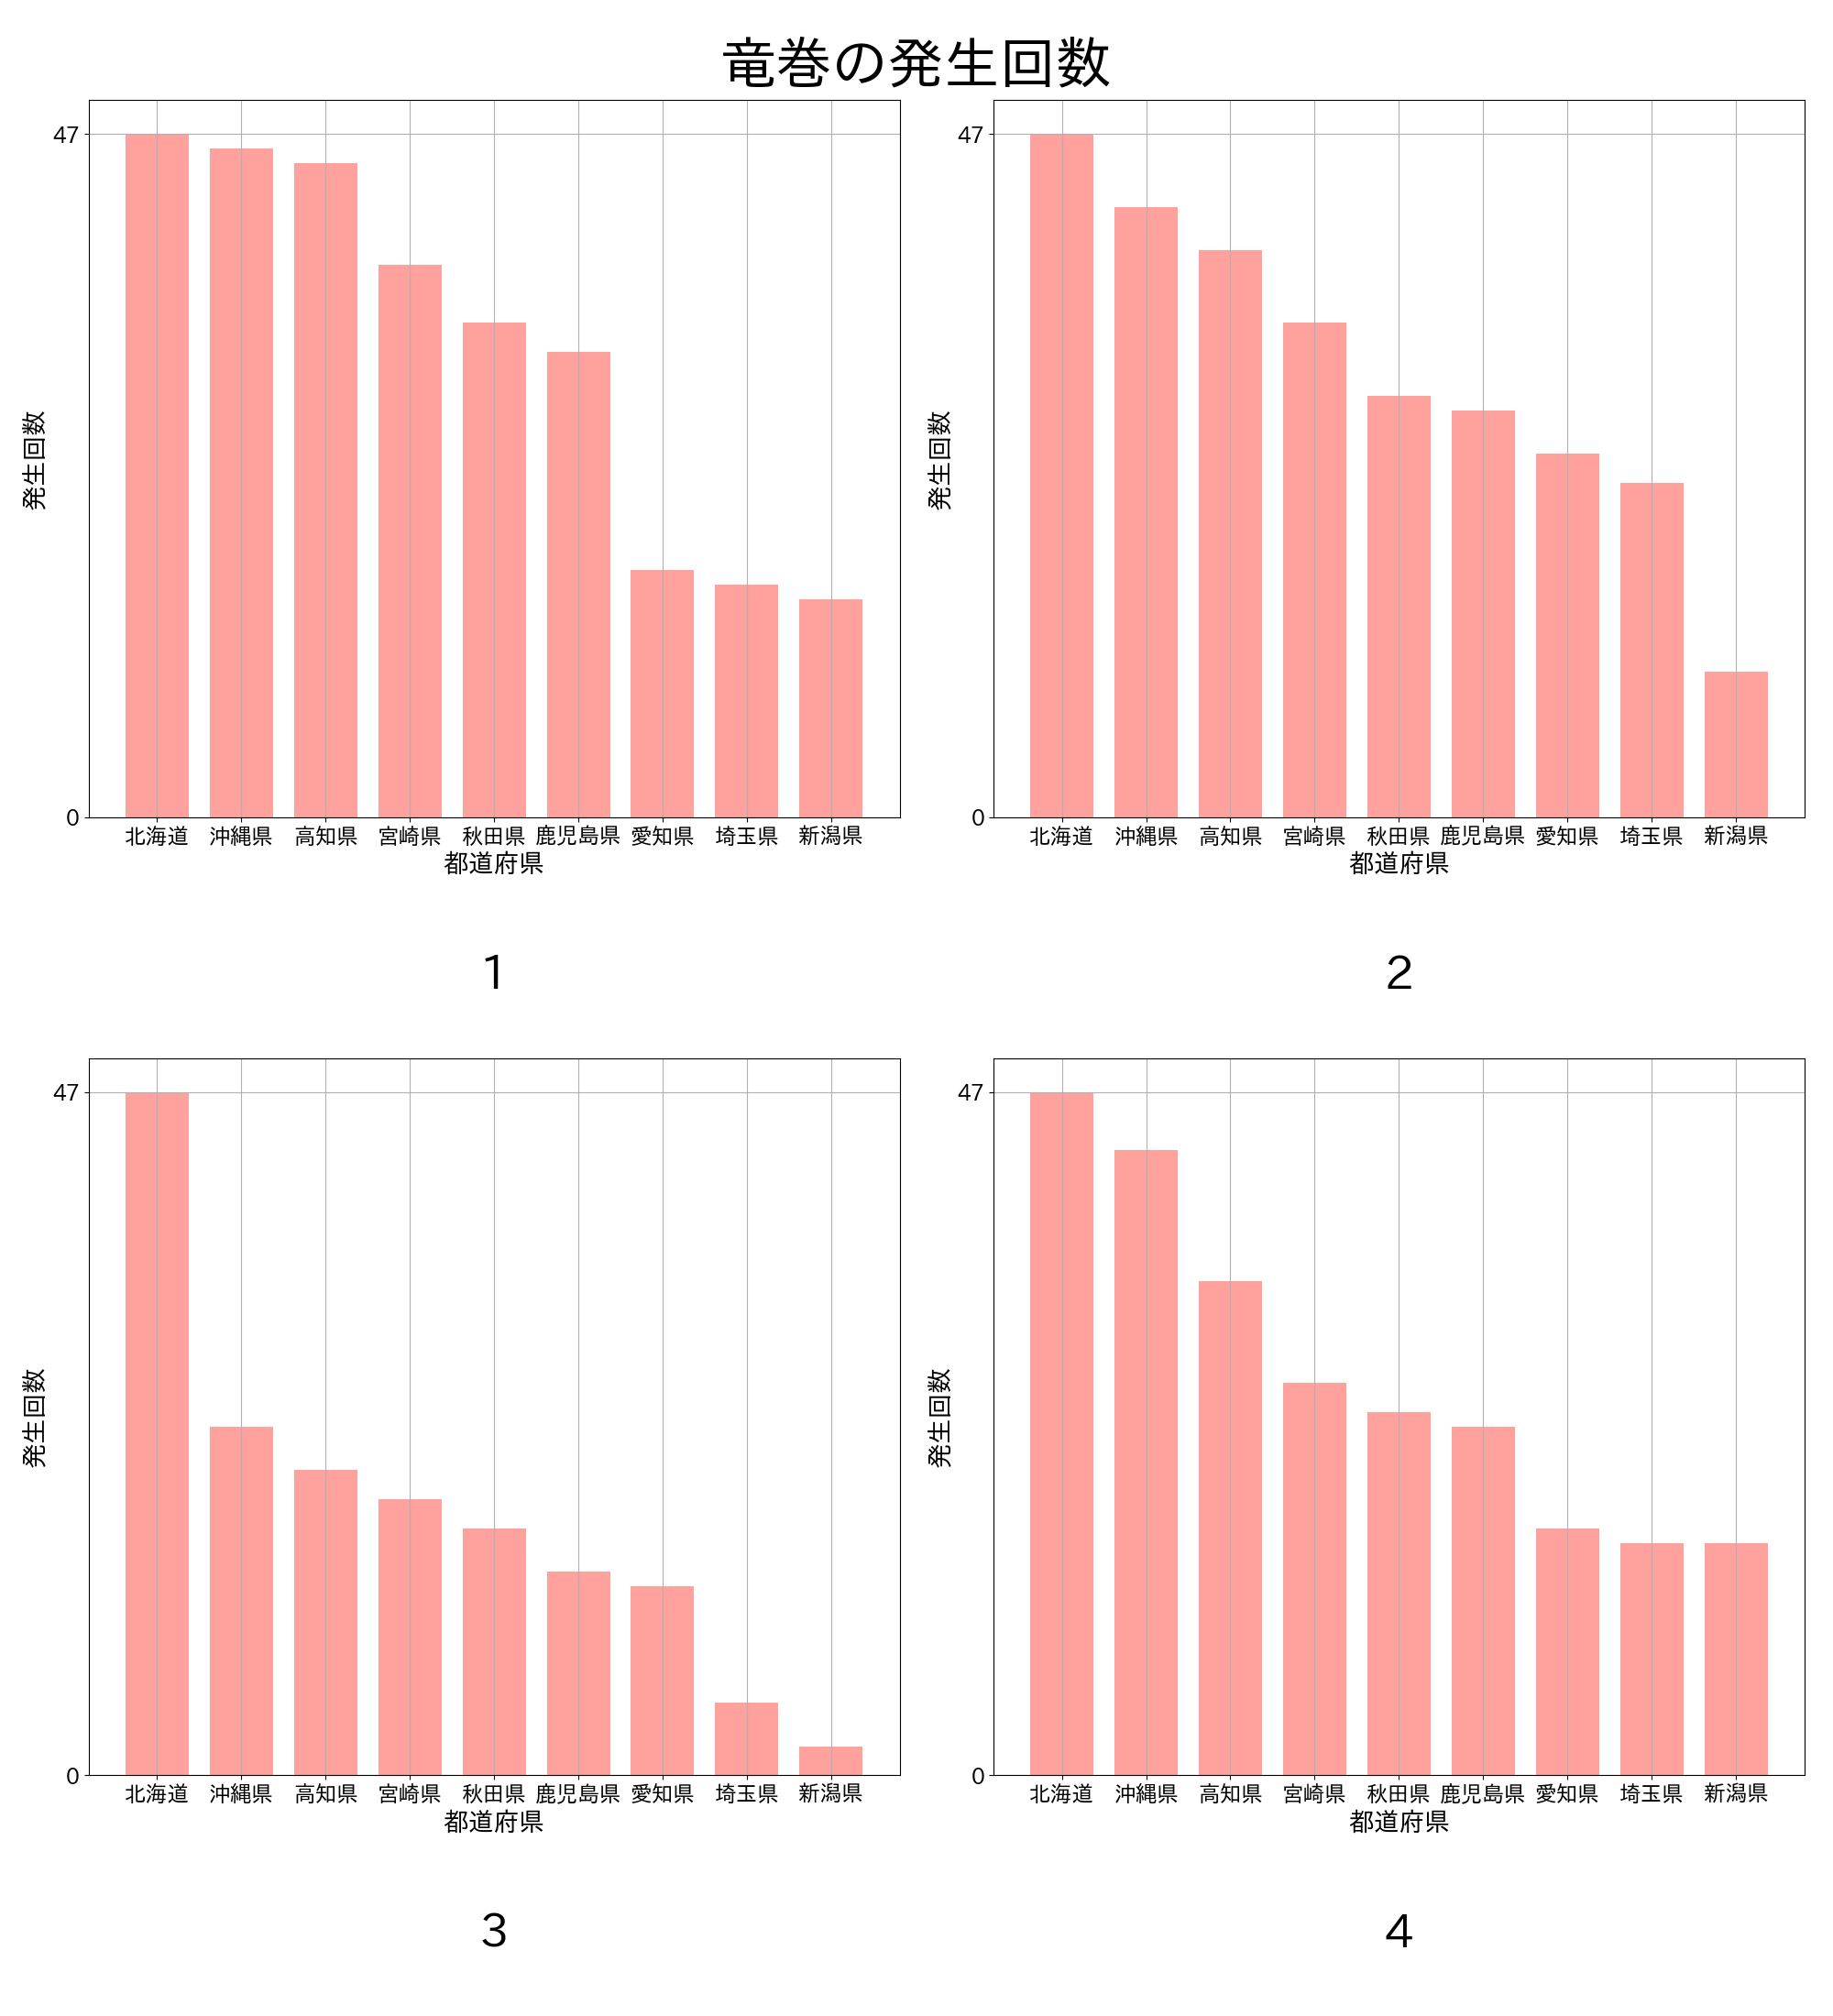 竜巻の発生回数
47
0
発生回数
北海道 沖縄県 高知県 宮崎県 秋田県 鹿児島県 愛知県 埼玉県 新潟県
都道府県
1
47
0
発生回数
北海道 沖縄県 高知県 宮崎県 秋田県 鹿児島県 愛知県 埼玉県 新潟県
都道府県
2
47
0
発生回数
北海道 沖縄県 高知県 宮崎県 秋田県 鹿児島県 愛知県 埼玉県 新潟県
都道府県
3
47
0
発生回数
北海道 沖縄県 高知県 宮崎県 秋田県 鹿児島県 愛知県 埼玉県 新潟県
都道府県
4